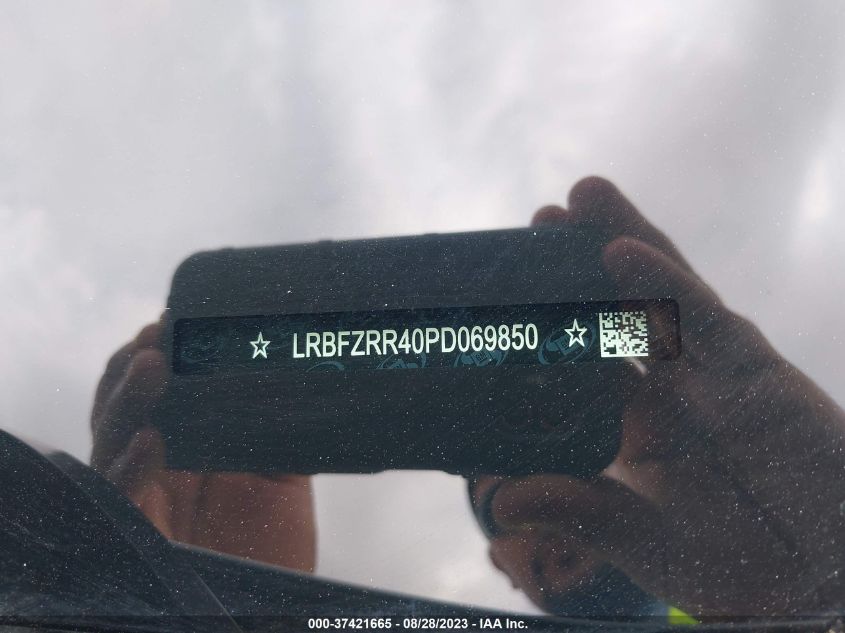 ☆ LRBFZRR40PD069850 ☆
000-37421665 - 08/28/2023 - IAA Inc.